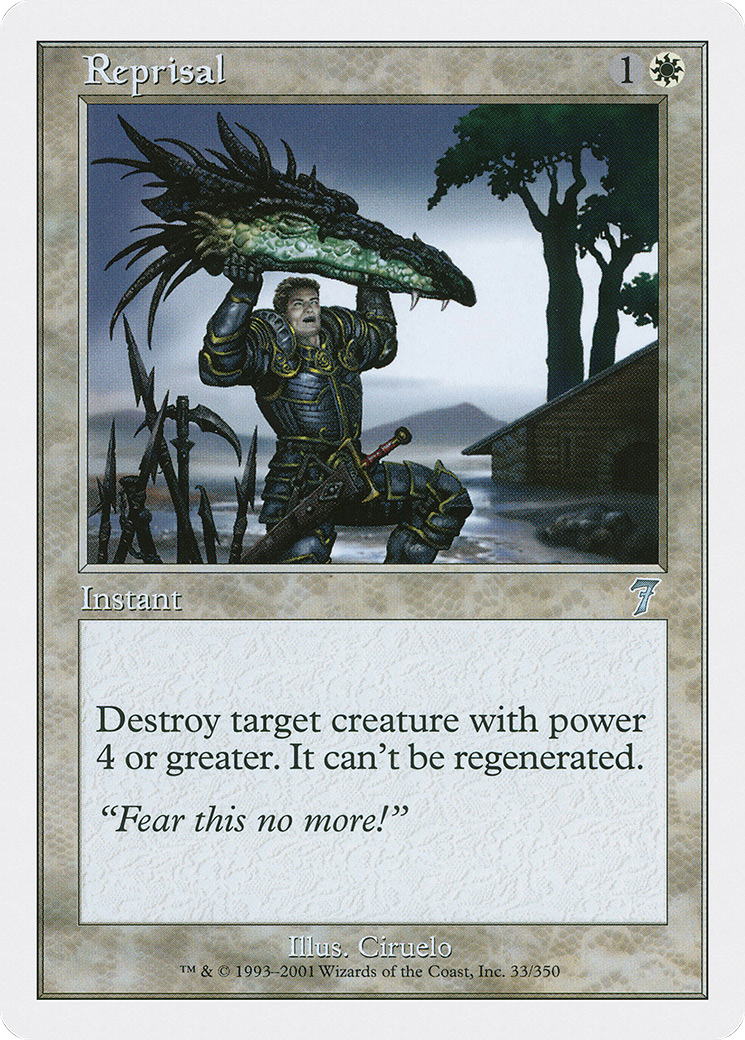 Reprisal 1
Instant 7
Destroy target creature with power
4 or greater. It can't be regenerated.
“Fear this no more!”
Illus. Ciruelo
™ & © 1993–2001 Wizards of the Coast, Inc. 33/350